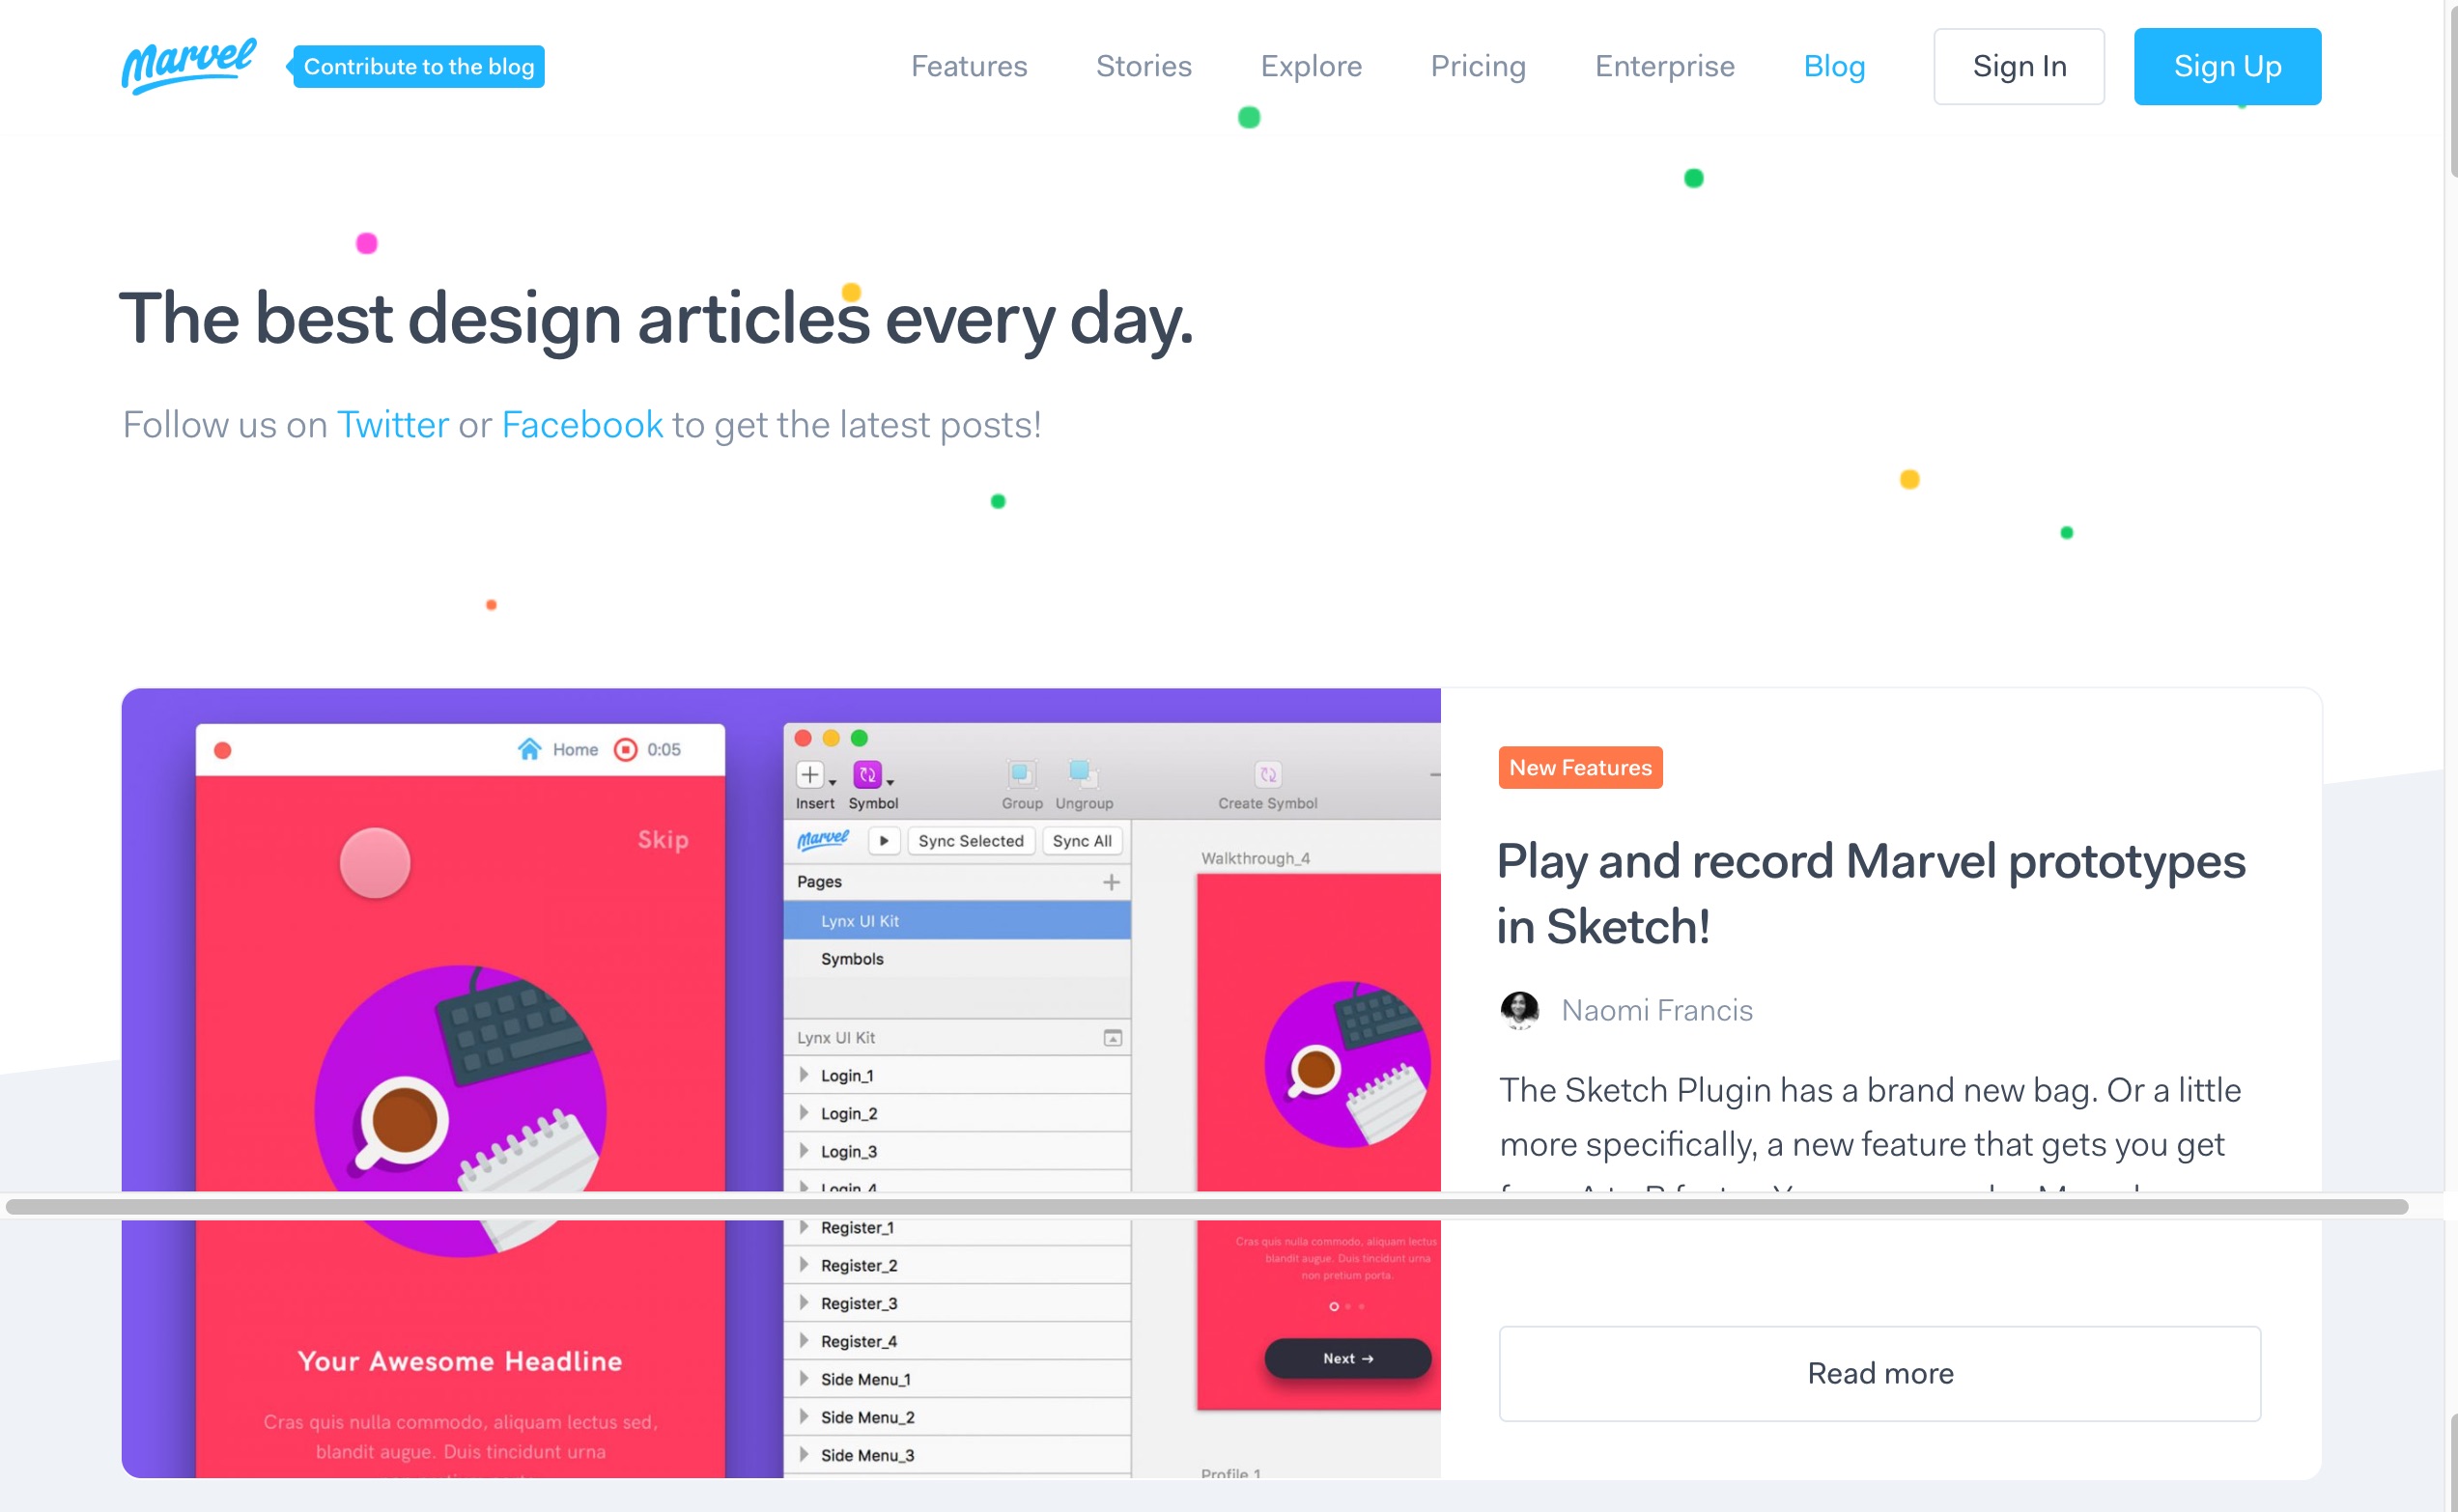 Marvel
Contribute to the blog
Features
Stories
Explore
Pricing
Enterprise
Blog
Sign In
Sign Up
The best design articles every day.
Follow us on Twitter or Facebook to get the latest posts!
Home
0:05
Skip
Your Awesome Headline
Cras quis nulla commodo, aliquam lectus sed,
blandit augue. Duis tincidunt urna
Insert
Symbol
Group
Ungroup
Create Symbol
Marvel
Sync Selected
Sync All
Pages
Lynx UI Kit
Symbols
Lynx UI Kit
Login_1
Login_2
Login_3
Login_4
Register_1
Register_2
Register_3
Register_4
Side Menu_1
Side Menu_2
Side Menu_3
Walkthrough_4
Cras quis nulla commodo, aliquam lectus
blandit augue. Duis tincidunt urna
non pretium porta.
Next →
Profile 1
New Features
Play and record Marvel prototypes
in Sketch!
Naomi Francis
The Sketch Plugin has a brand new bag. Or a little
more specifically, a new feature that gets you get
Read more